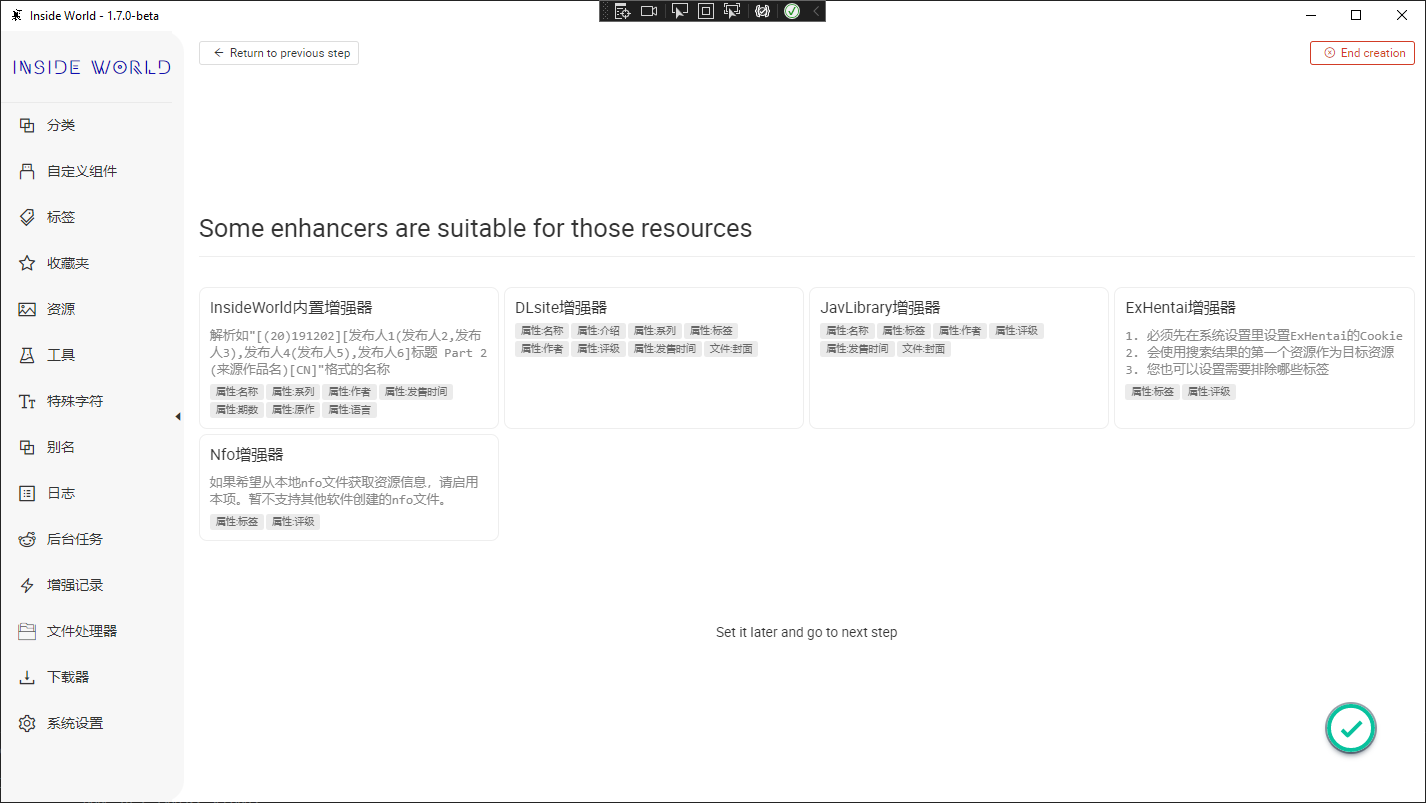 Inside World - 1.7.0-beta
INSIDE WORLD
分类
自定义组件
标签
收藏夹
资源
工具
特殊字符
别名
日志
后台任务
增强记录
文件处理器
下载器
系统设置
Return to previous step
End creation
Some enhancers are suitable for those resources
InsideWorld内置增强器
解析如"[(20)191202][发布人1(发布人2,发布
人3),发布人4(发布人5),发布人6]标题 Part 2
(来源作品名)[CN]"格式的名称
属性:名称 属性:系列 属性:作者 属性:发售时间
属性:期数 属性:原作 属性:语言
DLsite增强器
属性:名称 属性:介绍 属性:系列 属性:标签
属性:作者 属性:评级 属性:发售时间 文件:封面
JavLibrary增强器
属性:名称 属性:标签 属性:作者 属性:评级
属性:发售时间 文件:封面
ExHentai增强器
1. 必须先在系统设置里设置ExHentai的Cookie
2. 会使用搜索结果的第一个资源作为目标资源
3. 您也可以设置需要排除哪些标签
属性:标签 属性:评级
Nfo增强器
如果希望从本地nfo文件获取资源信息，请启用
本项。暂不支持其他软件创建的nfo文件。
属性:标签 属性:评级
Set it later and go to next step